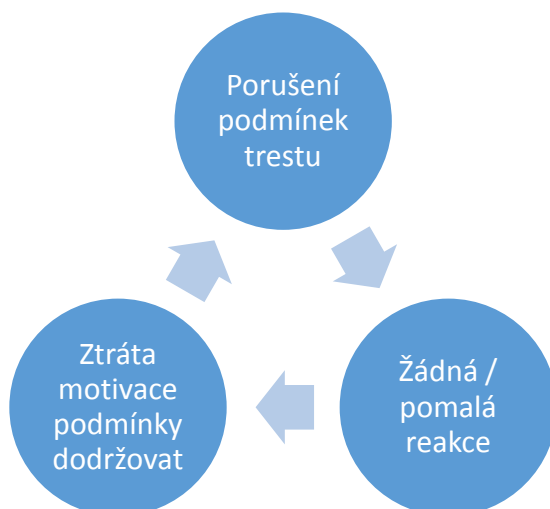 Porušení
podmínek
trestu
Žádná /
pomalá
reakce
Ztráta
motivace
podmínky
dodržovat